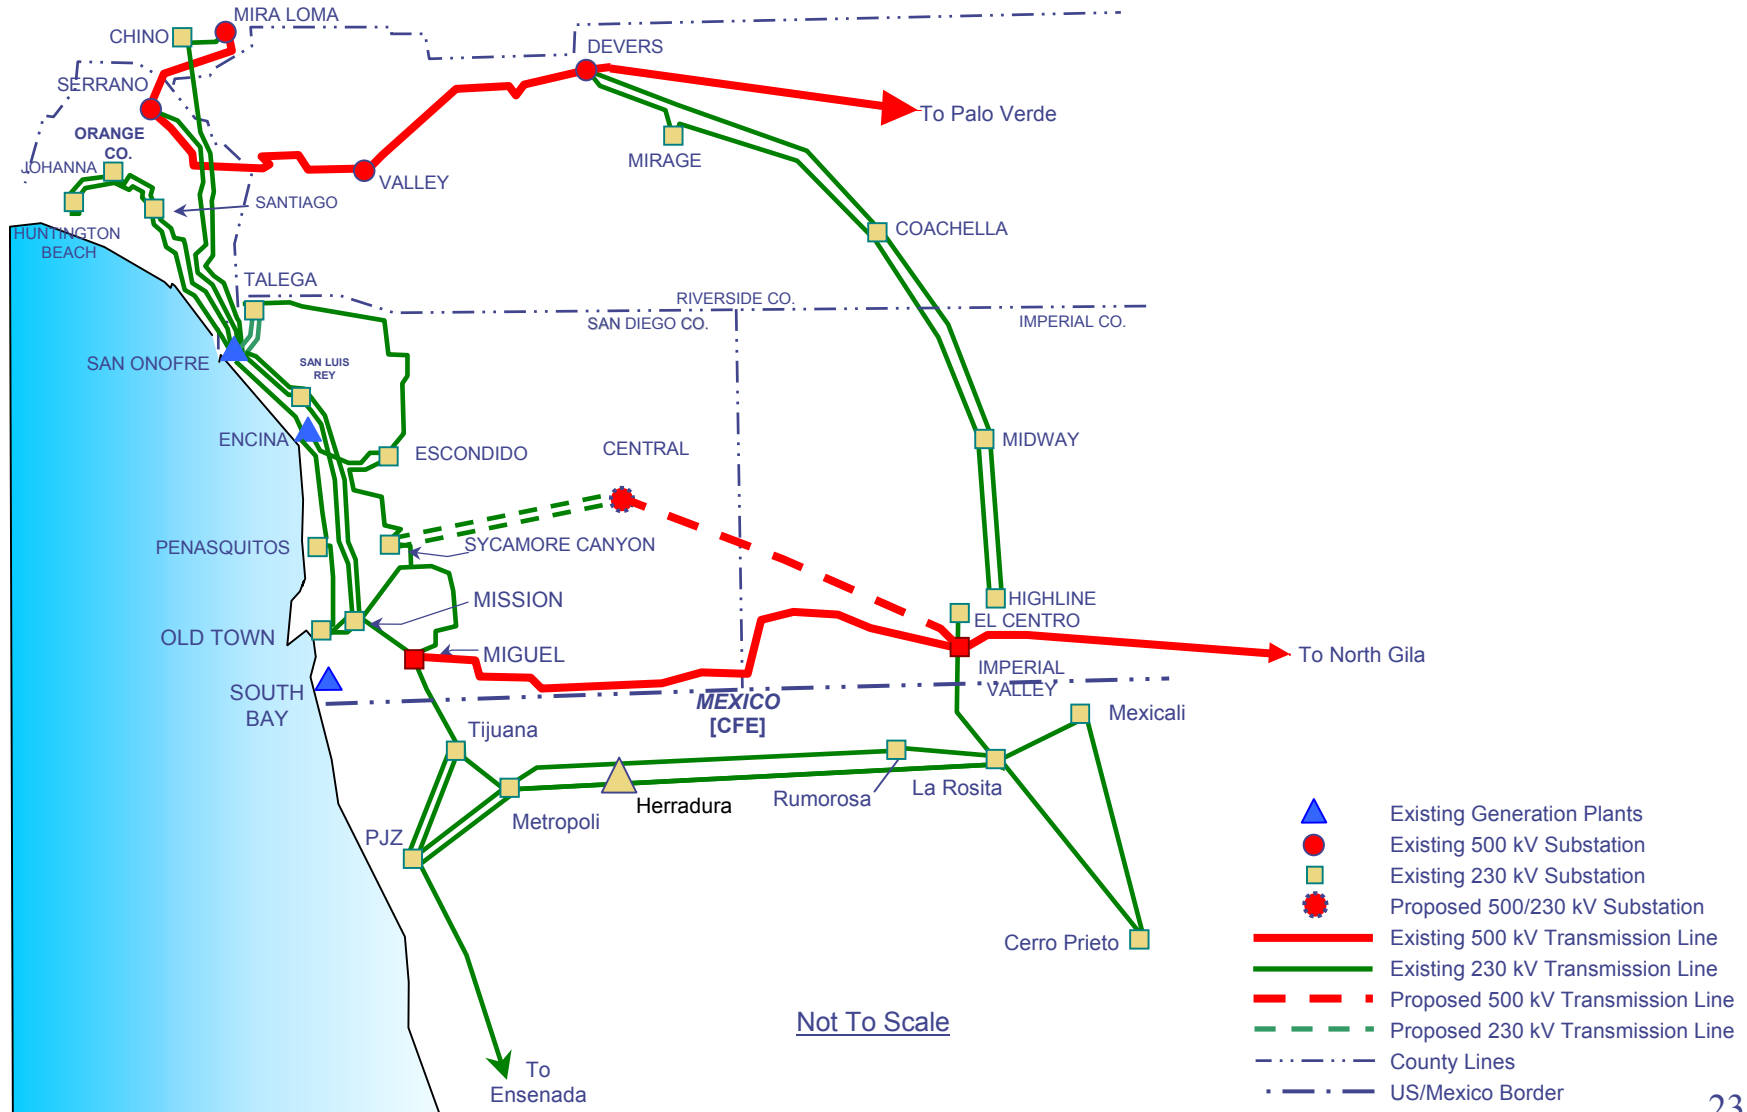 MIRA LOMA
CHINO
DEVERS
SERRANO
To Palo Verde
ORANGE
CO.
MIRAGE
JOHANNA
VALLEY
SANTIAGO
COACHELLA
HUNTINGTON
BEACH
TALEGA
RIVERSIDE CO.
SAN DIEGO CO.
IMPERIAL CO.
SAN ONOFRE
SAN LUIS
REY
ENCINA
ESCONDIDO
CENTRAL
MIDWAY
PENASQUITOS
SYCAMORE CANYON
MISSION
HIGHLINE
EL CENTRO
OLD TOWN
MIGUEL
To North Gila
IMPERIAL
VALLEY
SOUTH
BAY
MEXICO
[CFE]
Mexicali
Tijuana
Rumorosa
La Rosita
Herradura
Metropoli
PJZ
Cerro Prieto
Not To Scale
To
Ensenada
Existing Generation Plants
Existing 500 kV Substation
Existing 230 kV Substation
Proposed 500/230 kV Substation
Existing 500 kV Transmission Line
Existing 230 kV Transmission Line
Proposed 500 kV Transmission Line
Proposed 230 kV Transmission Line
County Lines
US/Mexico Border
23